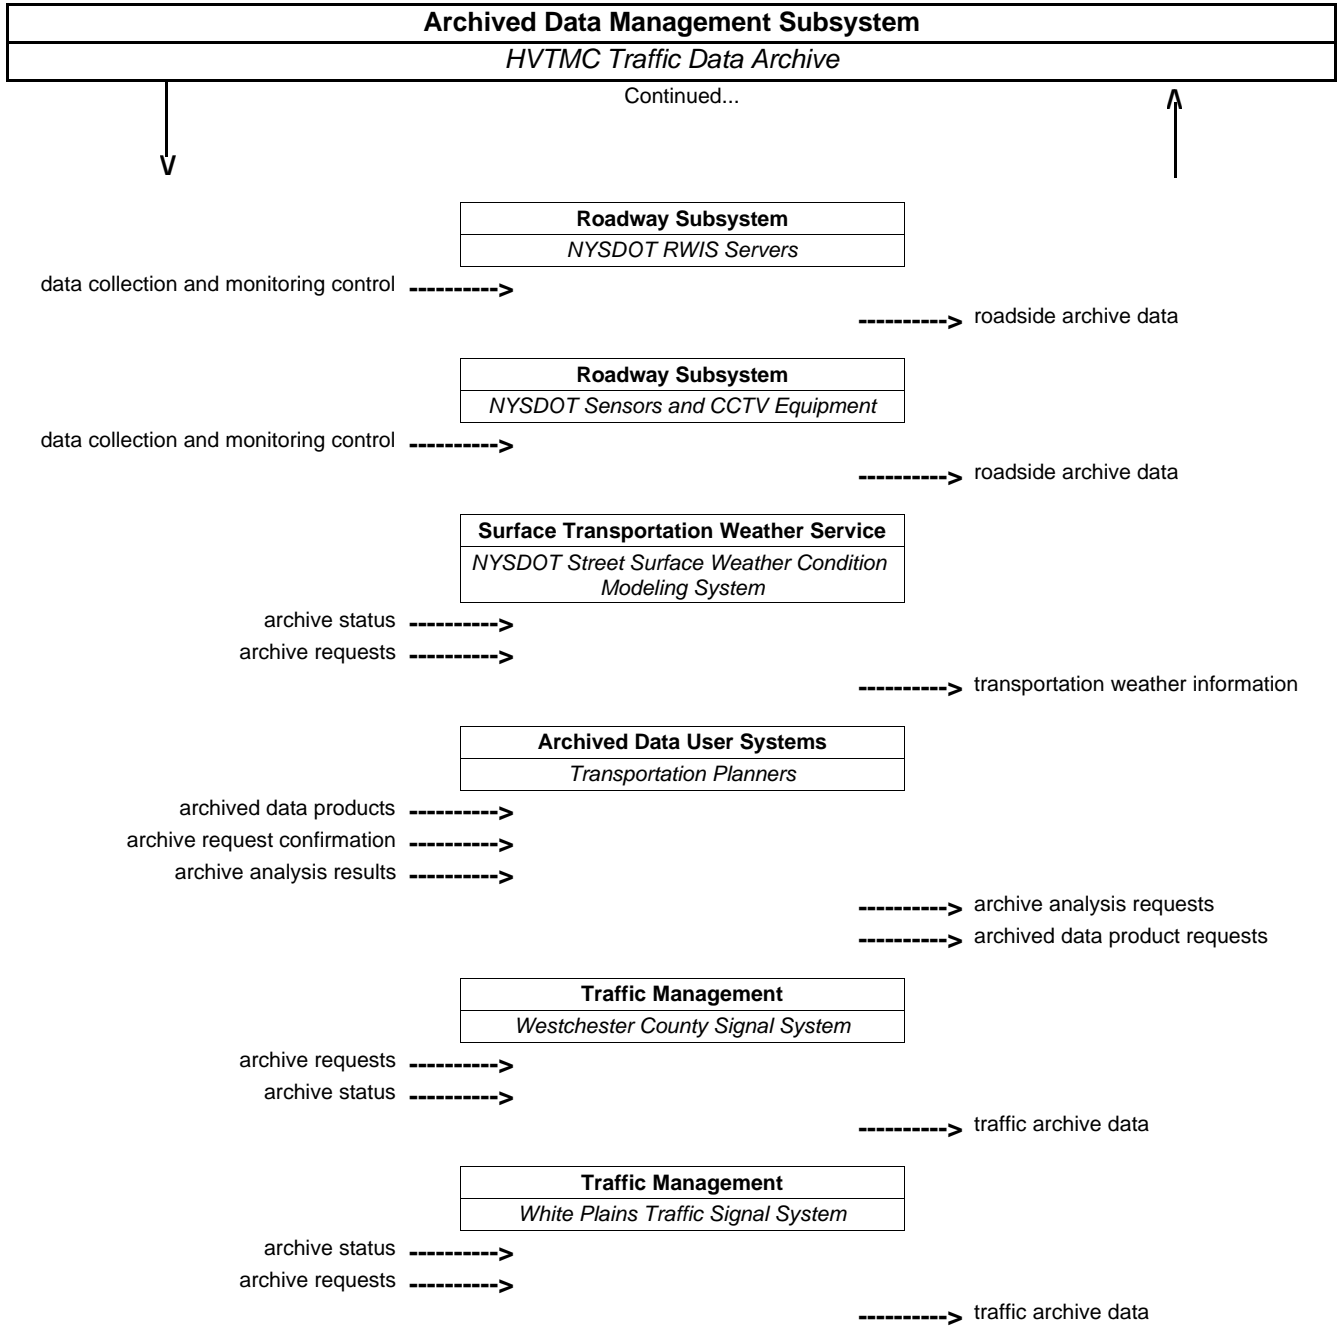 Archived Data Management Subsystem
HVTMC Traffic Data Archive
Continued...
Roadway Subsystem
NYSDOT RWIS Servers
data collection and monitoring control
roadside archive data
Roadway Subsystem
NYSDOT Sensors and CCTV Equipment
data collection and monitoring control
roadside archive data
Surface Transportation Weather Service
NYSDOT Street Surface Weather Condition
Modeling System
archive status
archive requests
transportation weather information
Archived Data User Systems
Transportation Planners
archived data products
archive request confirmation
archive analysis results
archive analysis requests
archived data product requests
Traffic Management
Westchester County Signal System
archive requests
archive status
traffic archive data
Traffic Management
White Plains Traffic Signal System
archive status
archive requests
traffic archive data